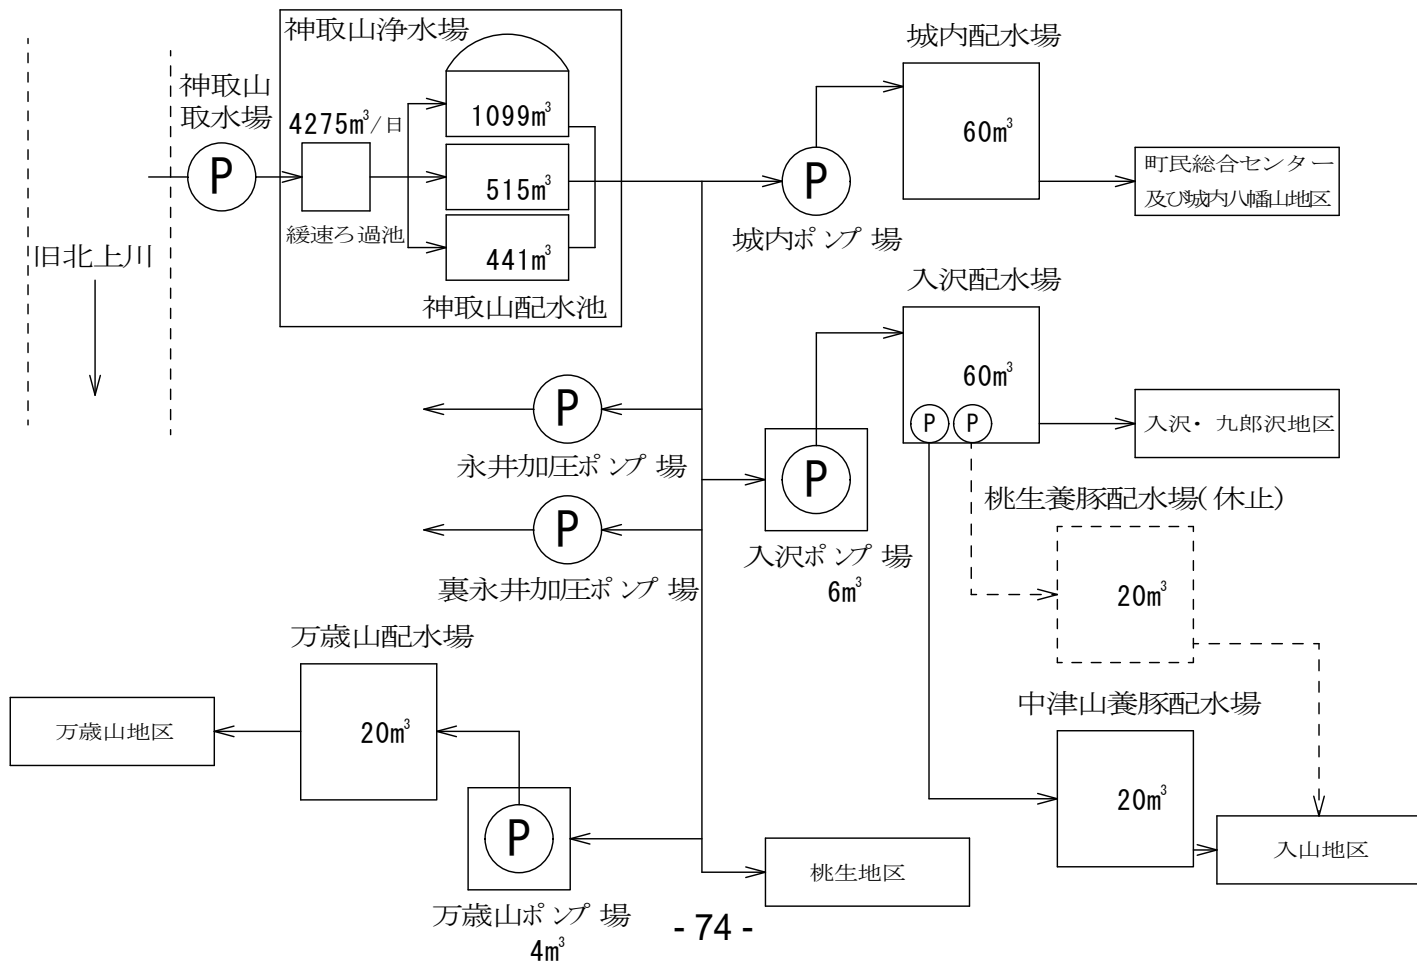 神取山浄水場
城内配水場
神取山
取水場
4275m³/日
1099m³
60m³
P
P
515m³
町民総合センター
及び城内八幡山地区
緩速ろ過池
441m³
城内ポンプ場
旧北上川
神取山配水池
入沢配水場
60m³
P
P
P
入沢・九郎沢地区
永井加圧ポンプ場
P
桃生養豚配水場(休止)
P
入沢ポンプ場
6m³
20m³
裏永井加圧ポンプ場
万歳山配水場
中津山養豚配水場
万歳山地区
20m³
20m³
P
桃生地区
入山地区
万歳山ポンプ場
4m³
- 74 -